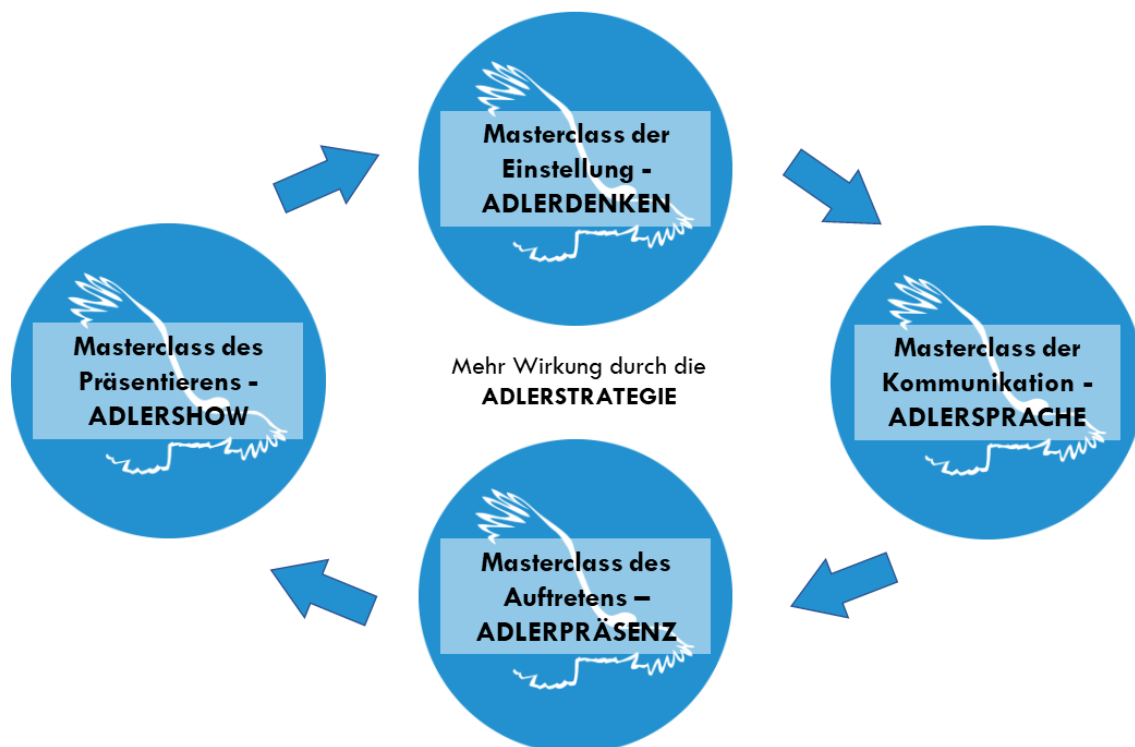 Masterclass der
Einstellung -
ADLERDENKEN
Masterclass des
Präsentierens -
ADLERSHOW
Mehr Wirkung durch die
ADLERSTRATEGIE
Masterclass der
Kommunikation -
ADLERSPRACHE
Masterclass des
Auftretens –
ADLERPRÄSENZ